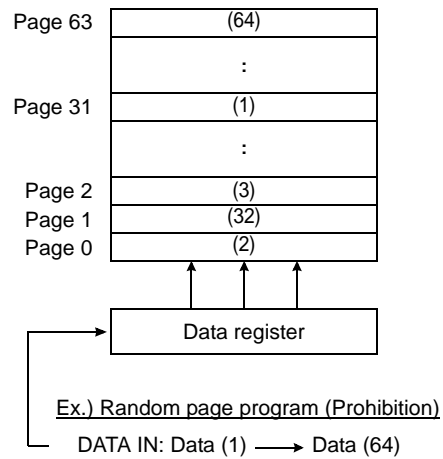 Page 63 (64)
:
Page 31 (1)
:
Page 2 (3)
Page 1 (32)
Page 0 (2)
Data register
Ex.) Random page program (Prohibition)
DATA IN: Data (1) Data (64)